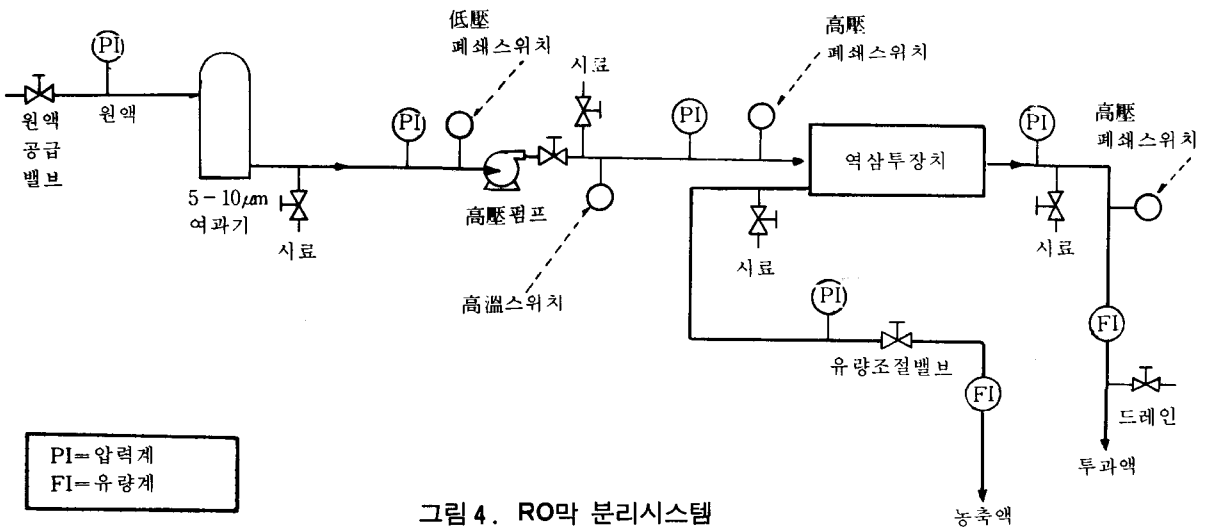 低壓
폐쇄스위치
高壓
폐쇄스위치
PI
시료
원액
공급
밸브
원액
PI
PI
PI
高壓
폐쇄스위치
역삼투장치
5-10μm
여과기
시료
高壓펌프
시료
시료
高溫스위치
PI
유량조절밸브
FI
FI
드레인
투과액
농축액
PI=압력계
FI=유량계
그림 4. RO막 분리시스템